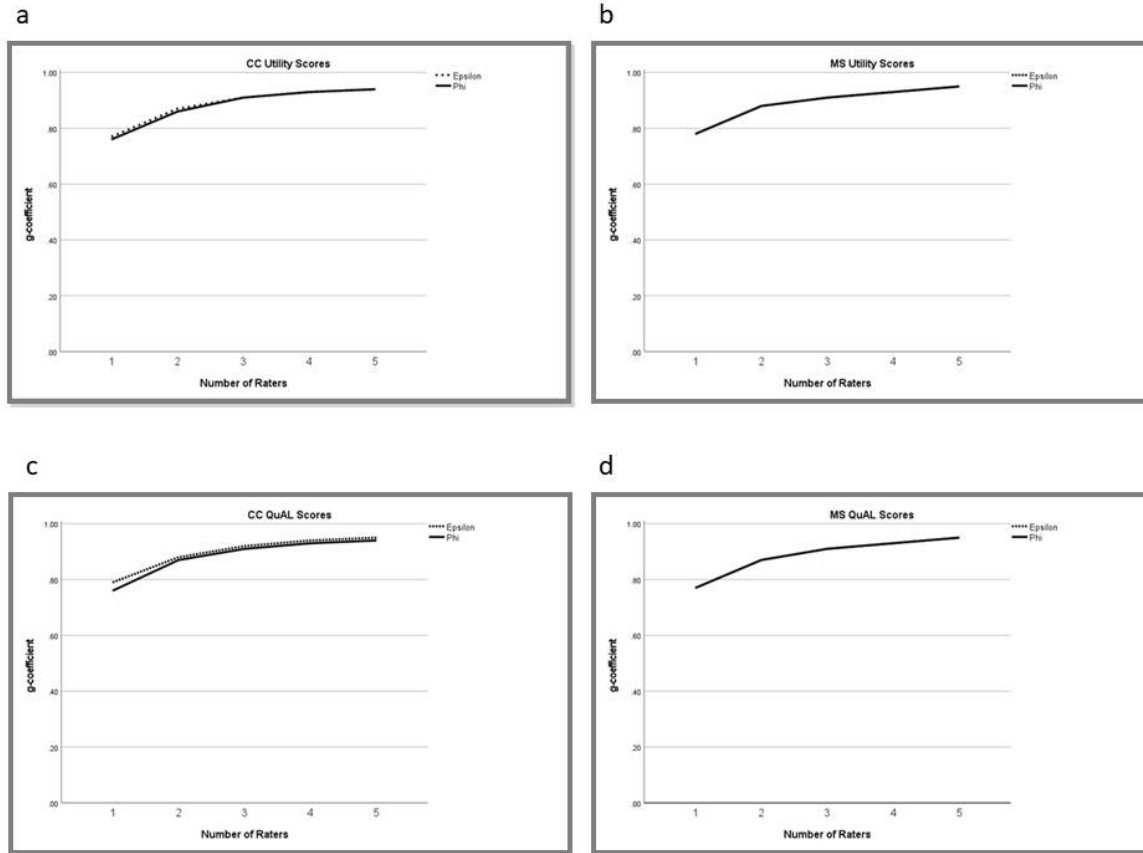 a
CC Utility Scores
Epsilon
Phi
1.00
.80
.60
.40
.20
.00
g-coefficient
1 2 3 4 5
Number of Raters
b
MS Utility Scores
Epsilon
Phi
1.00
.80
.60
.40
.20
.00
g-coefficient
1 2 3 4 5
Number of Raters
c
CC QuAL Scores
Epsilon
Phi
1.00
.80
.60
.40
.20
.00
g-coefficient
1 2 3 4 5
Number of Raters
d
MS QuAL Scores
Epsilon
Phi
1.00
.80
.60
.40
.20
.00
g-coefficient
1 2 3 4 5
Number of Raters